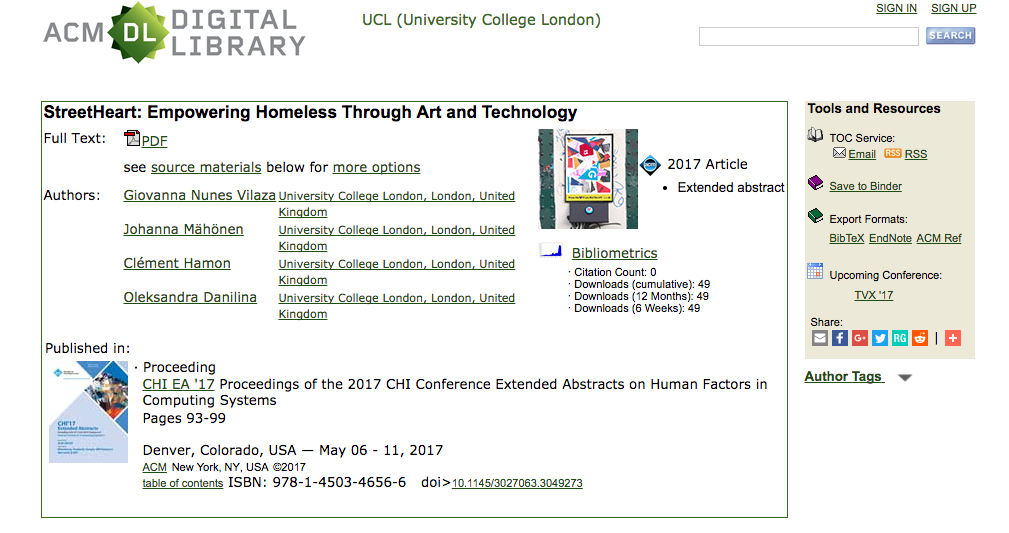 ACM DL DIGITAL LIBRARY
UCL (University College London)
SIGN IN SIGN UP
SEARCH
StreetHeart: Empowering Homeless Through Art and Technology
Full Text: PDF
see source materials below for more options
Authors: Giovanna Nunes Vilaza University College London, London, United Kingdom
Johanna Mähönen University College London, London, United Kingdom
Clément Hamon University College London, London, United Kingdom
Oleksandra Danilina University College London, London, United Kingdom
2017 Article
• Extended abstract
Bibliometrics
· Citation Count: 0
· Downloads (cumulative): 49
· Downloads (12 Months): 49
· Downloads (6 Weeks): 49
Published in:
· Proceeding
CHI EA '17 Proceedings of the 2017 CHI Conference Extended Abstracts on Human Factors in
Computing Systems
Pages 93-99
Denver, Colorado, USA — May 06 - 11, 2017
ACM New York, NY, USA ©2017
table of contents ISBN: 978-1-4503-4656-6 doi>10.1145/3027063.3049273
CHI'17
Extended Abstracts
Tools and Resources
TOC Service:
Email RSS RSS
Save to Binder
Export Formats:
BibTeX EndNote ACM Ref
Upcoming Conference:
TVX '17
Share:
Author Tags